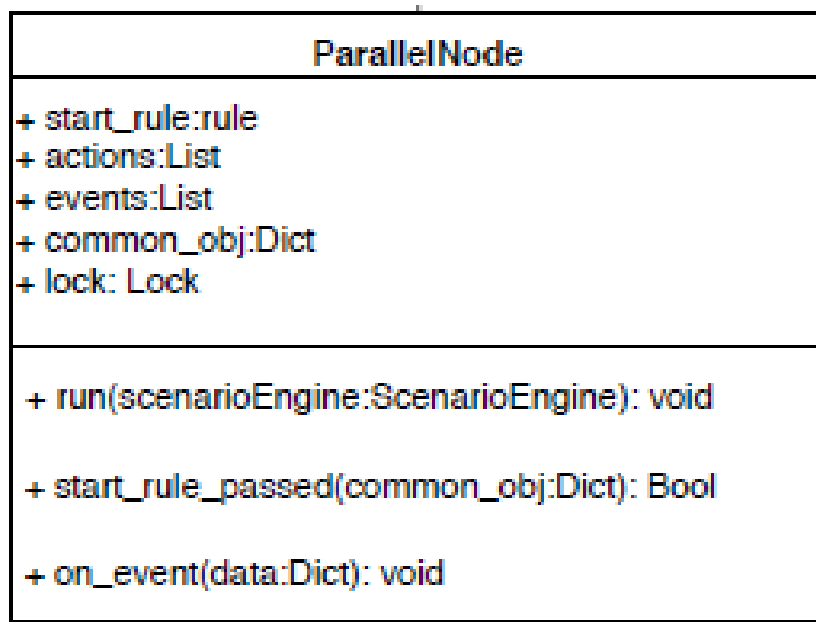 ParallelNode
+ start_rule:rule
+ actions:List
+ events:List
+ common_obj:Dict
+ lock: Lock
+ run(scenarioEngine:ScenarioEngine): void
+ start_rule_passed(common_obj:Dict): Bool
+ on_event(data:Dict): void